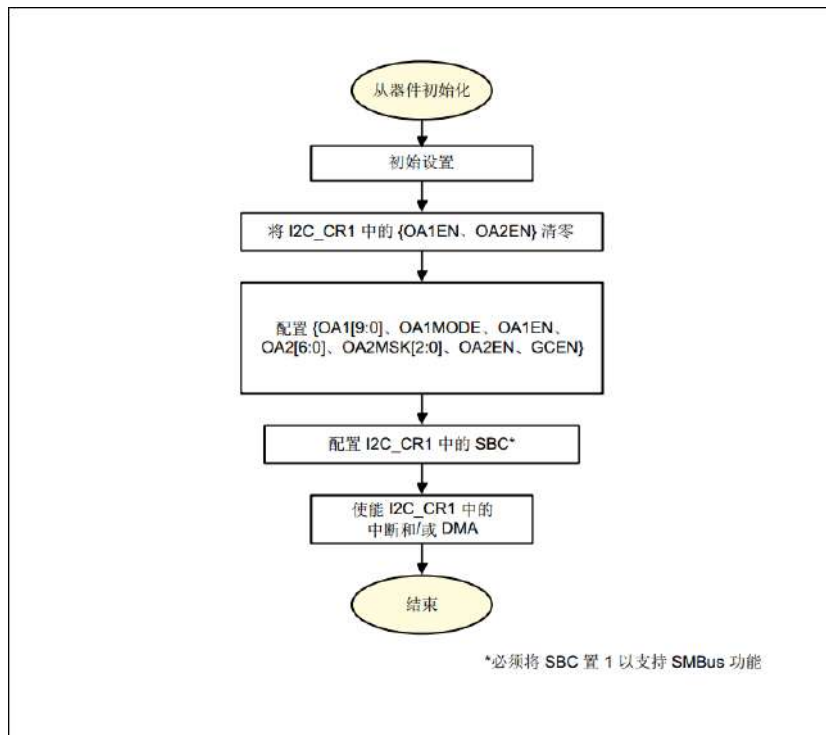 从器件初始化
初始设置
将 I2C_CR1 中的 {OA1EN、OA2EN} 清零
配置 {OA1[9:0]、OA1MODE、OA1EN、
OA2[6:0]、OA2MSK[2:0]、OA2EN、GCEN}
配置 I2C_CR1 中的 SBC*
使能 I2C_CR1 中的
中断和/或 DMA
结束
*必须将 SBC 置 1 以支持 SMBus 功能